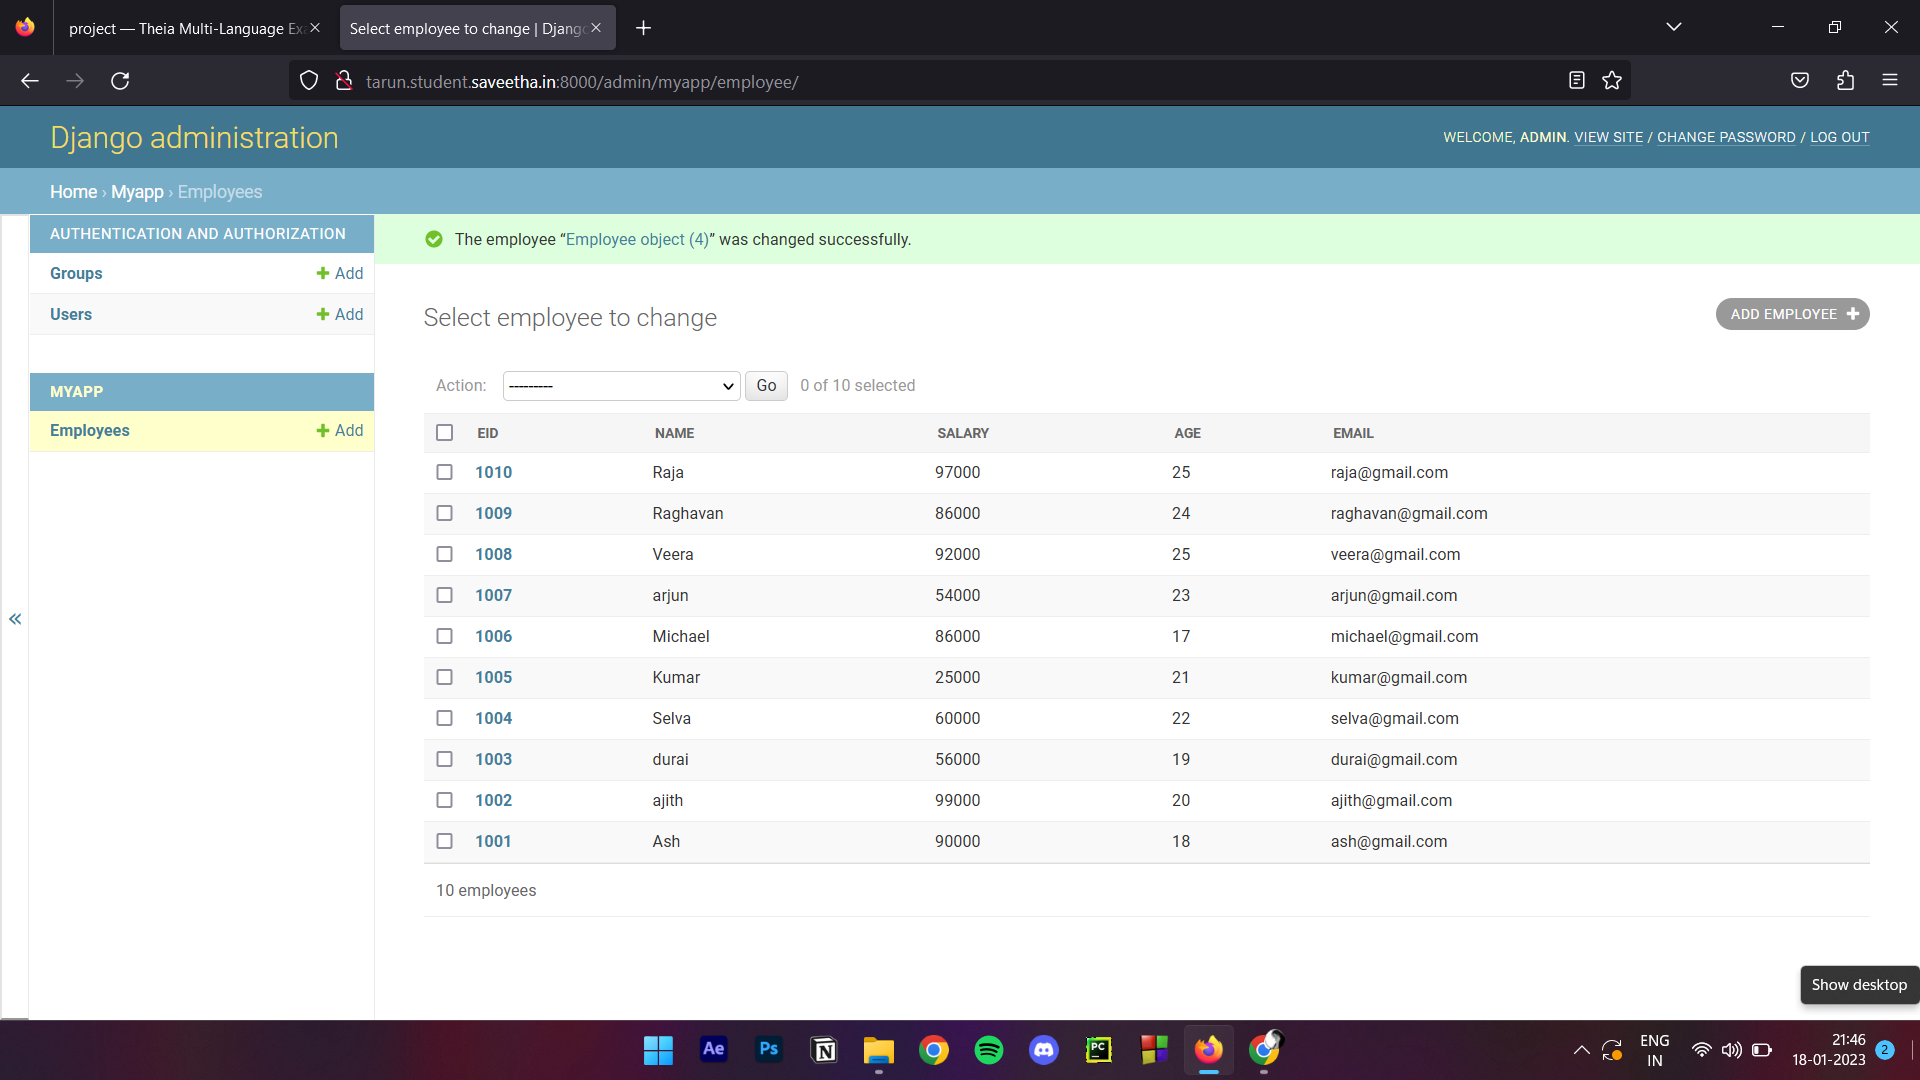 project — Theia Multi-Language Ex
Select employee to change | Djang
tarun.student.saveetha.in:8000/admin/myapp/employee/
Django administration
WELCOME, ADMIN. VIEW SITE / CHANGE PASSWORD / LOG OUT
Home › Myapp › Employees
AUTHENTICATION AND AUTHORIZATION
Groups + Add
Users + Add
MYAPP
Employees + Add
The employee “Employee object (4)” was changed successfully.
Select employee to change
ADD EMPLOYEE +
Action: --------- Go 0 of 10 selected
EID NAME SALARY AGE EMAIL
1010 Raja 97000 25 raja@gmail.com
1009 Raghavan 86000 24 raghavan@gmail.com
1008 Veera 92000 25 veera@gmail.com
1007 arjun 54000 23 arjun@gmail.com
1006 Michael 86000 17 michael@gmail.com
1005 Kumar 25000 21 kumar@gmail.com
1004 Selva 60000 22 selva@gmail.com
1003 durai 56000 19 durai@gmail.com
1002 ajith 99000 20 ajith@gmail.com
1001 Ash 90000 18 ash@gmail.com
10 employees
Show desktop
Ae
Ps
N
PC
ENG
IN
21:46
18-01-2023
2